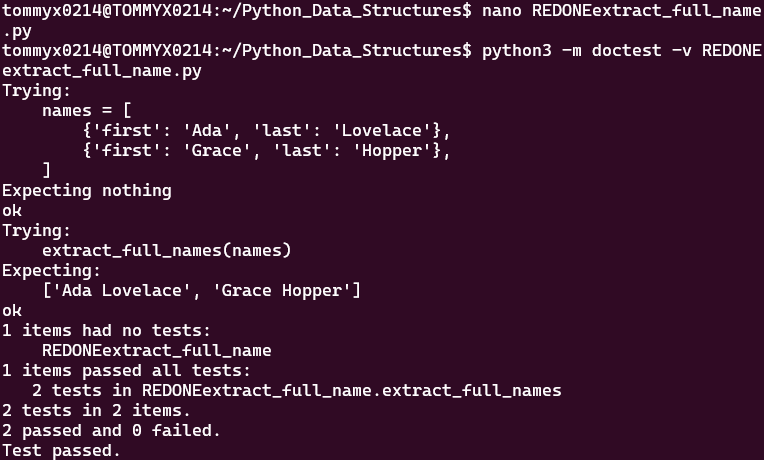 tommyx0214@TOMMYX0214:~/Python_Data_Structures$ nano REDONEextract_full_name
.py
tommyx0214@TOMMYX0214:~/Python_Data_Structures$ python3 -m doctest -v REDONE
extract_full_name.py
Trying:
    names = [
        {'first': 'Ada', 'last': 'Lovelace'},
        {'first': 'Grace', 'last': 'Hopper'},
    ]
Expecting nothing
ok
Trying:
    extract_full_names(names)
Expecting:
    ['Ada Lovelace', 'Grace Hopper']
ok
1 items had no tests:
    REDONEextract_full_name
1 items passed all tests:
   2 tests in REDONEextract_full_name.extract_full_names
2 tests in 2 items.
2 passed and 0 failed.
Test passed.